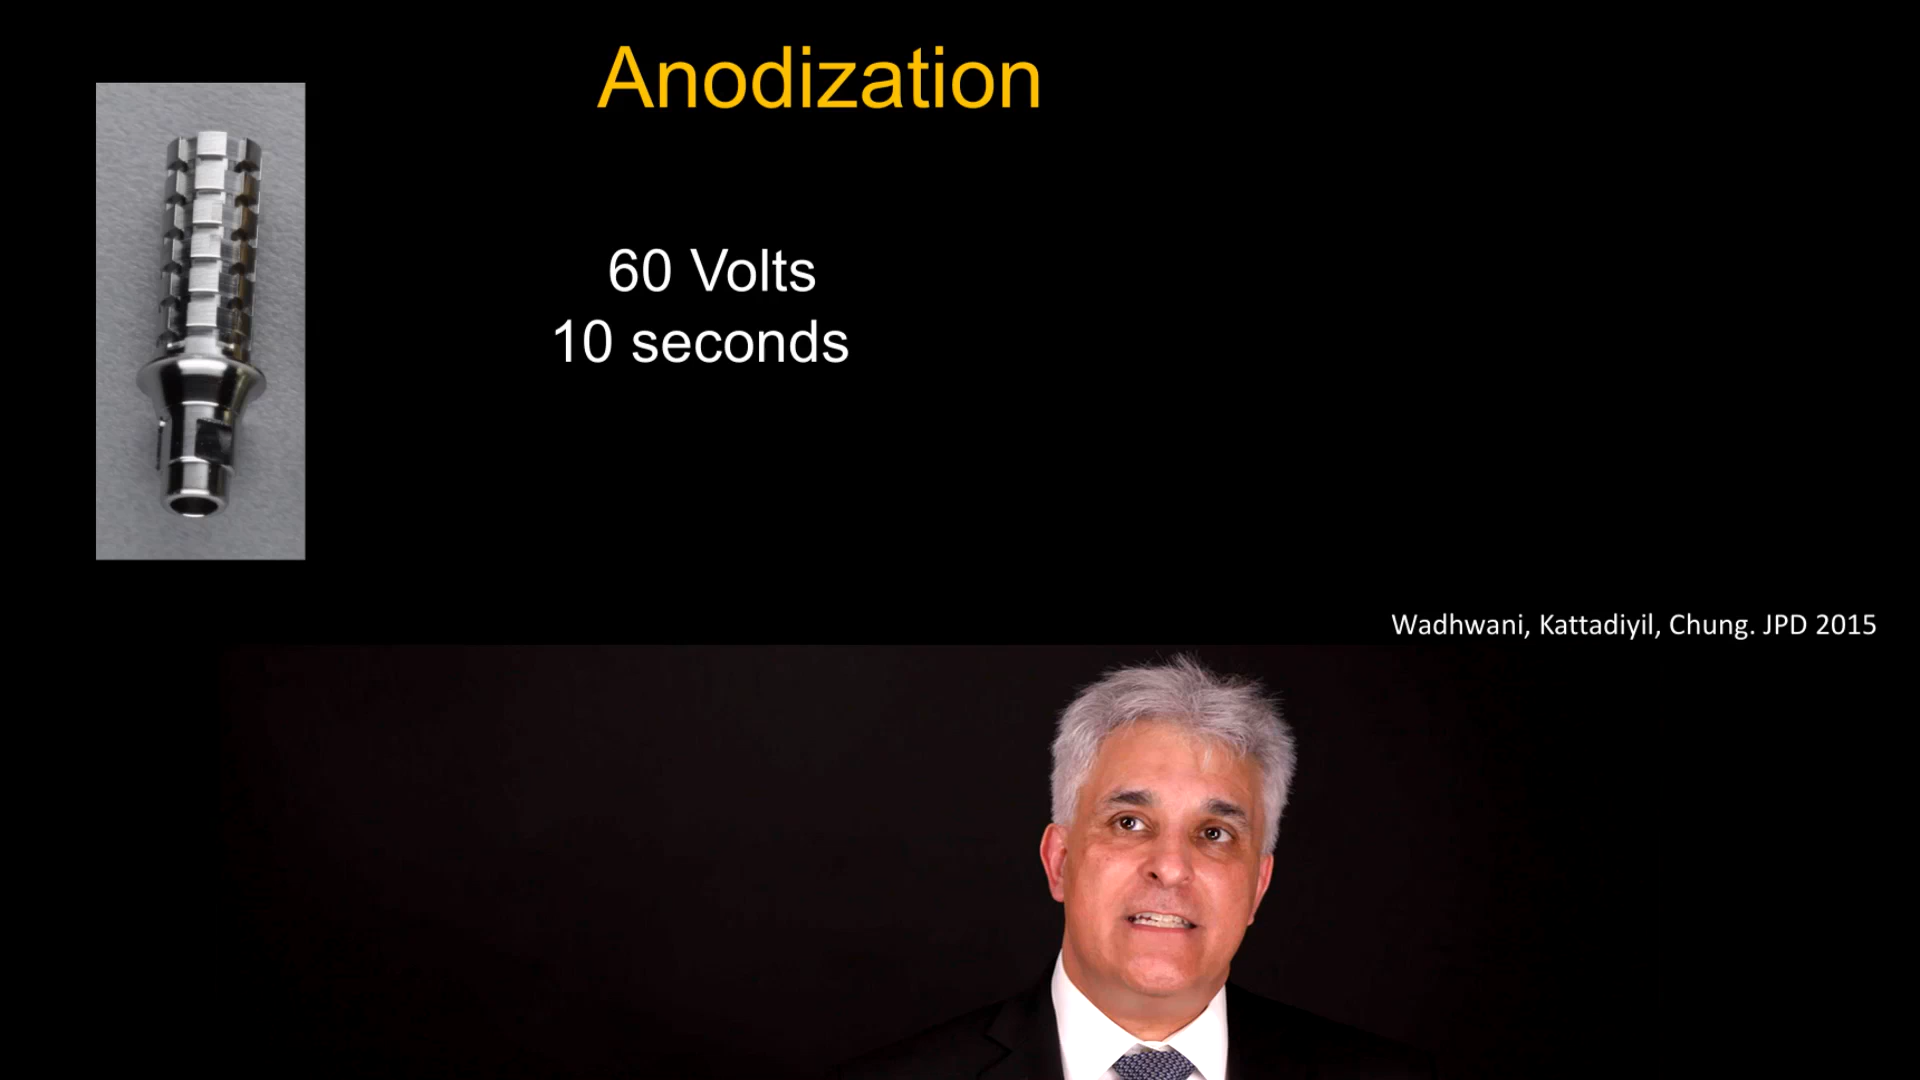 Anodization
60 Volts
10 seconds
Wadhwani, Kattadiyil, Chung. JPD 2015